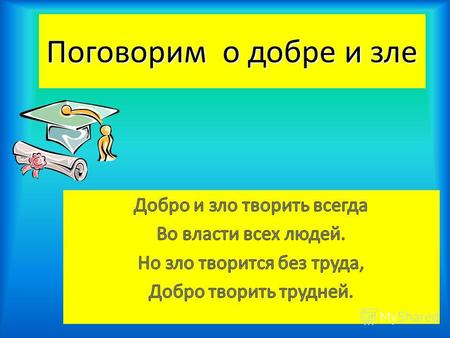 Поговорим о добре и зле
Добро и зло творить всегда
Во власти всех людей.
Но зло творится без труда,
Добро творить трудней.
MyShared